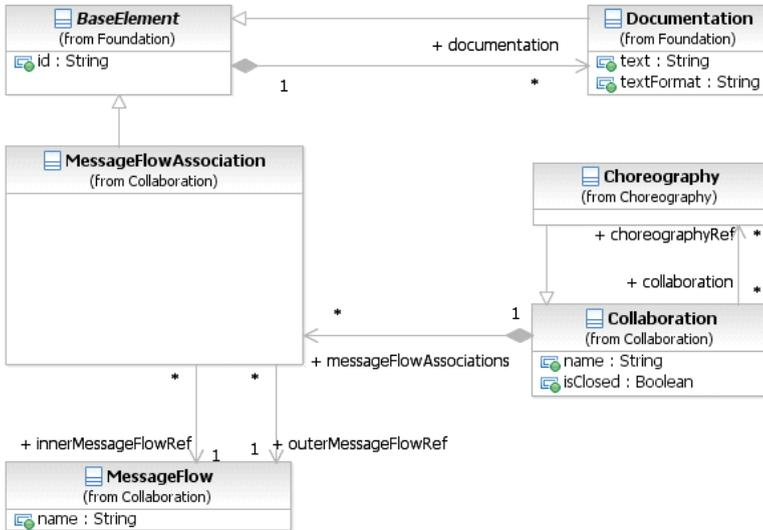 BaseElement
(from Foundation)
id : String
Documentation
(from Foundation)
text : String
textFormat : String
+ documentation
1
*
MessageFlowAssociation
(from Collaboration)
Choreography
(from Choreography)
+ choreographyRef
*
+ collaboration
*
*
1
+ messageFlowAssociations
Collaboration
(from Collaboration)
name : String
isClosed : Boolean
*
*
+ innerMessageFlowRef
1
1
+ outerMessageFlowRef
MessageFlow
(from Collaboration)
name : String